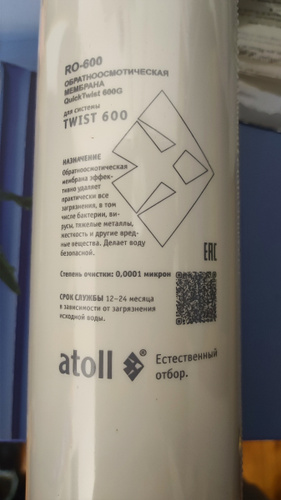 RO-600
ОБРАТНООСМОТИЧЕСКАЯ
МЕМБРАНА
QuickTwist 600G
для системы
TWIST 600
НАЗНАЧЕНИЕ
Обратноосмотическая
мембрана эффек-
тивно удаляет
практически все
загрязнения, в том
числе бактерии, ви-
русы, тяжелые металлы,
жесткость и другие вред-
ные вещества. Делает воду
безопасной.
EAC
Степень очистки: 0,0001 микрон
СРОК СЛУЖБЫ 12-24 месяца
в зависимости от загрязнения
исходной воды.
atoll ®
Естественный
отбор.